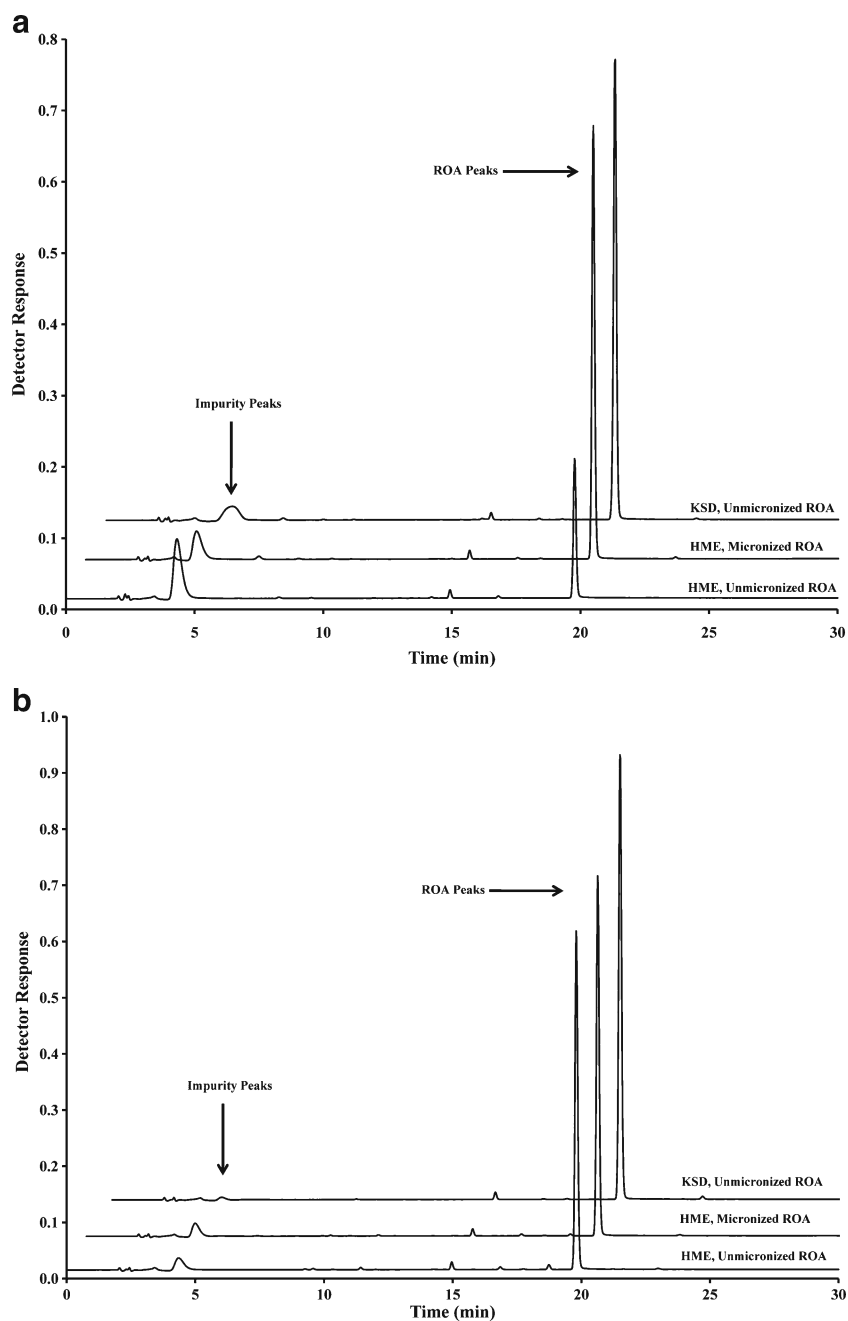 a
0.8
0.7
0.6
0.5
0.4
0.3
0.2
0.1
0.0
Detector Response
ROA Peaks
Impurity Peaks
KSD, Unmicronized ROA
HME, Micronized ROA
HME, Unmicronized ROA
0 5 10 15 20 25 30
Time (min)
b
1.0
0.9
0.8
0.7
0.6
0.5
0.4
0.3
0.2
0.1
0.0
Detector Response
ROA Peaks
Impurity Peaks
KSD, Unmicronized ROA
HME, Micronized ROA
HME, Unmicronized ROA
0 5 10 15 20 25 30
Time (min)